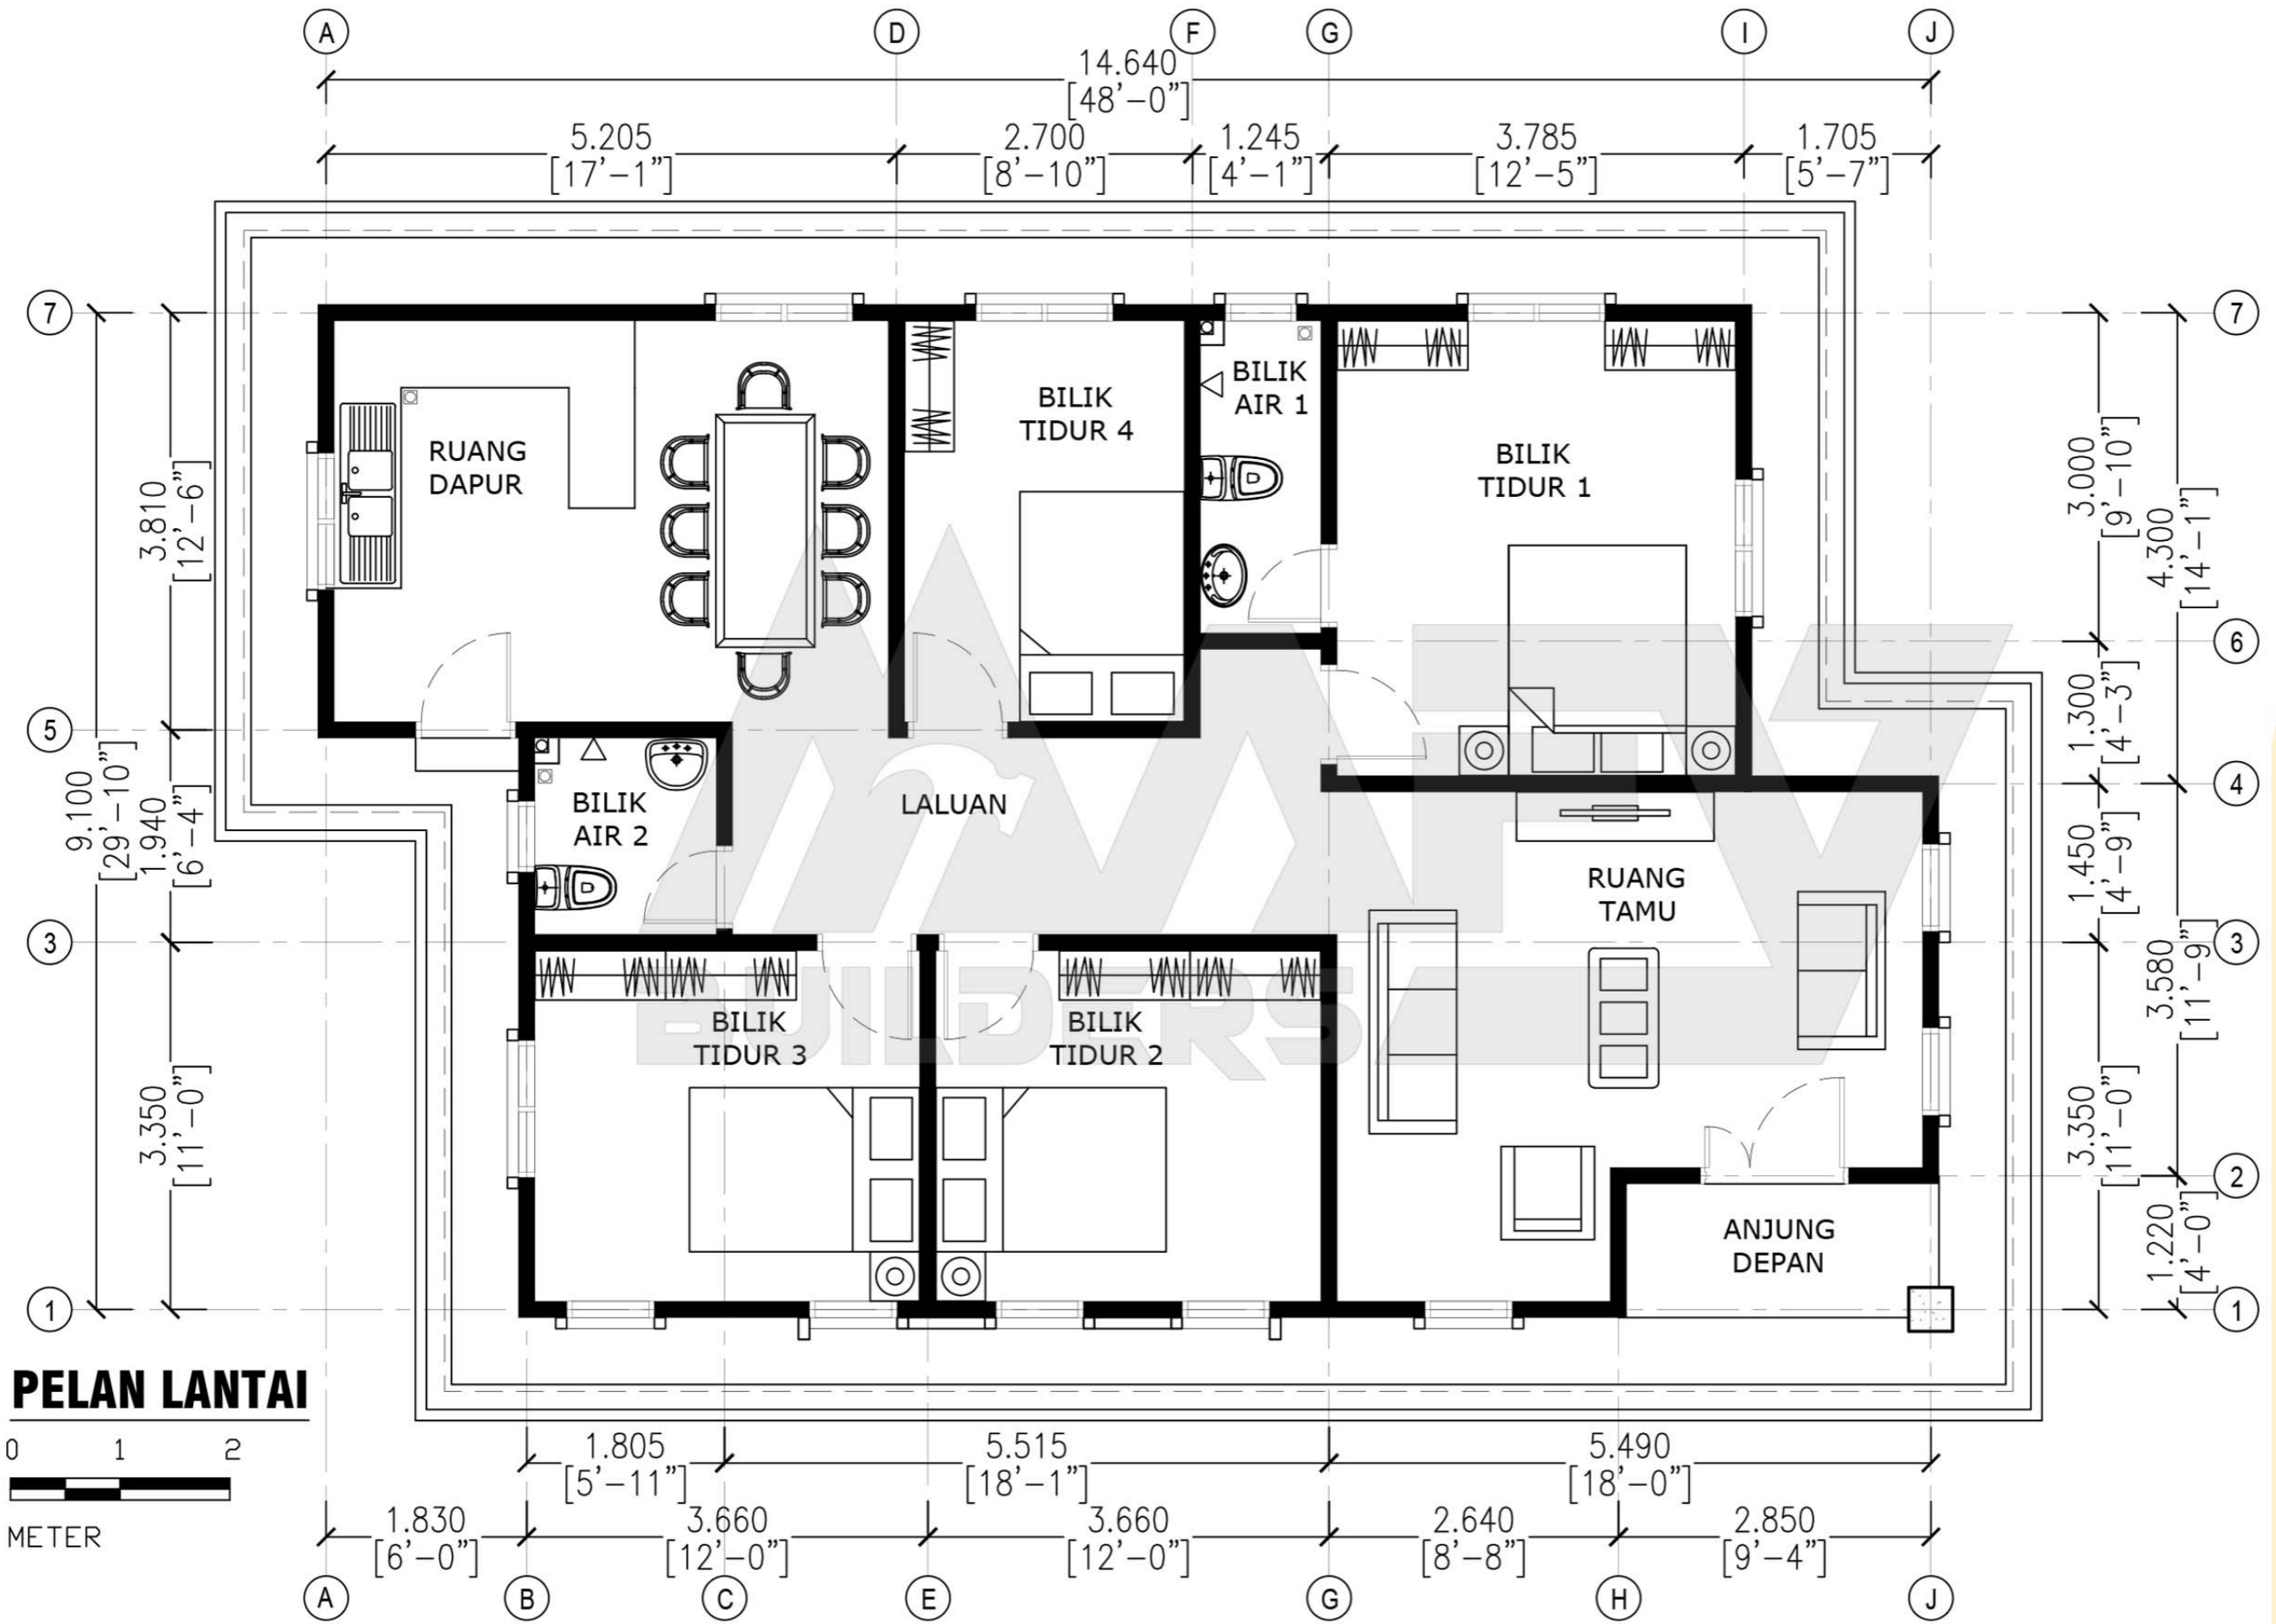 A D F G I J
14.640
[48'-0"]
5.205 2.700 1.245 3.785 1.705
[17'-1"] [8'-10"] [4'-1"] [12'-5"] [5'-7"]
7 7
3.810
[12'-6"]
3.000
[9'-10"]
4.300
[14'-1"]
RUANG
DAPUR
BILIK
TIDUR 4
BILIK
AIR 1
BILIK
TIDUR 1
6
5
9.100
[29'-10"]
1.940
[6'-4"]
1.300
[4'-3"]
4
BILIK
AIR 2
LALUAN
RUANG
TAMU
1.450
[4'-9"]
3 3
3.580
[11'-9"]
BUILDERS
BILIK
TIDUR 3
BILIK
TIDUR 2
3.350
[11'-0"]
3.350
[11'-0"]
2
ANJUNG
DEPAN
1.220
[4'-0"]
1 1
PELAN LANTAI
0 1 2
METER
1.805 5.515 5.490
[5'-11"] [18'-1"] [18'-0"]
1.830 3.660 3.660 2.640 2.850
[6'-0"] [12'-0"] [12'-0"] [8'-8"] [9'-4"]
A B C E G H J